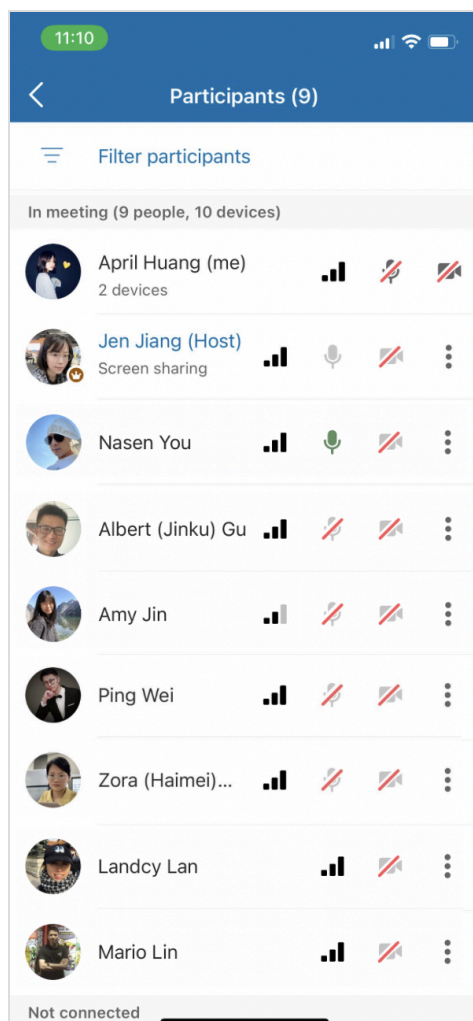 11:10
Participants (9)
Filter participants
In meeting (9 people, 10 devices)
April Huang (me)
2 devices
Jen Jiang (Host)
Screen sharing
Nasen You
Albert (Jinku) Gu
Amy Jin
Ping Wei
Zora (Haimei)...
Landcy Lan
Mario Lin
Not connected